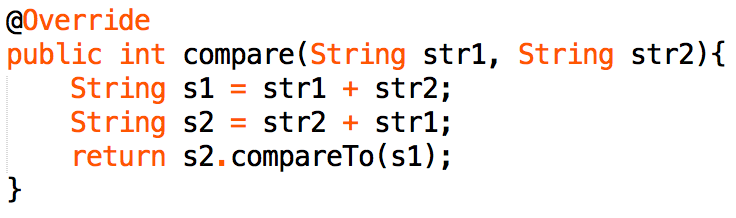 @Override
public int compare(String str1, String str2){
    String s1 = str1 + str2;
    String s2 = str2 + str1;
    return s2.compareTo(s1);
}